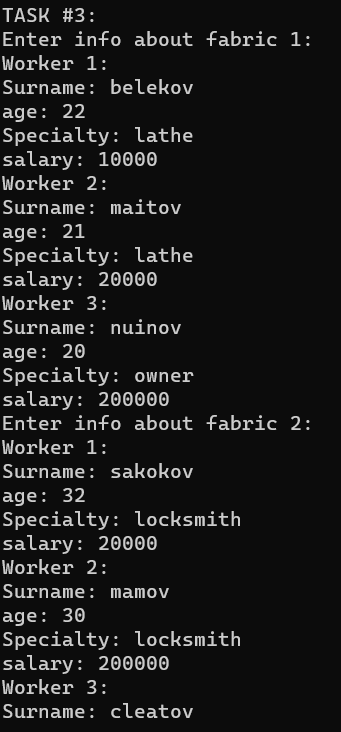 TASK #3:
Enter info about fabric 1:
Worker 1:
Surname: belekov
age: 22
Specialty: lathe
salary: 10000
Worker 2:
Surname: maitov
age: 21
Specialty: lathe
salary: 20000
Worker 3:
Surname: nuinov
age: 20
Specialty: owner
salary: 200000
Enter info about fabric 2:
Worker 1:
Surname: sakokov
age: 32
Specialty: locksmith
salary: 20000
Worker 2:
Surname: mamov
age: 30
Specialty: locksmith
salary: 200000
Worker 3:
Surname: cleatov